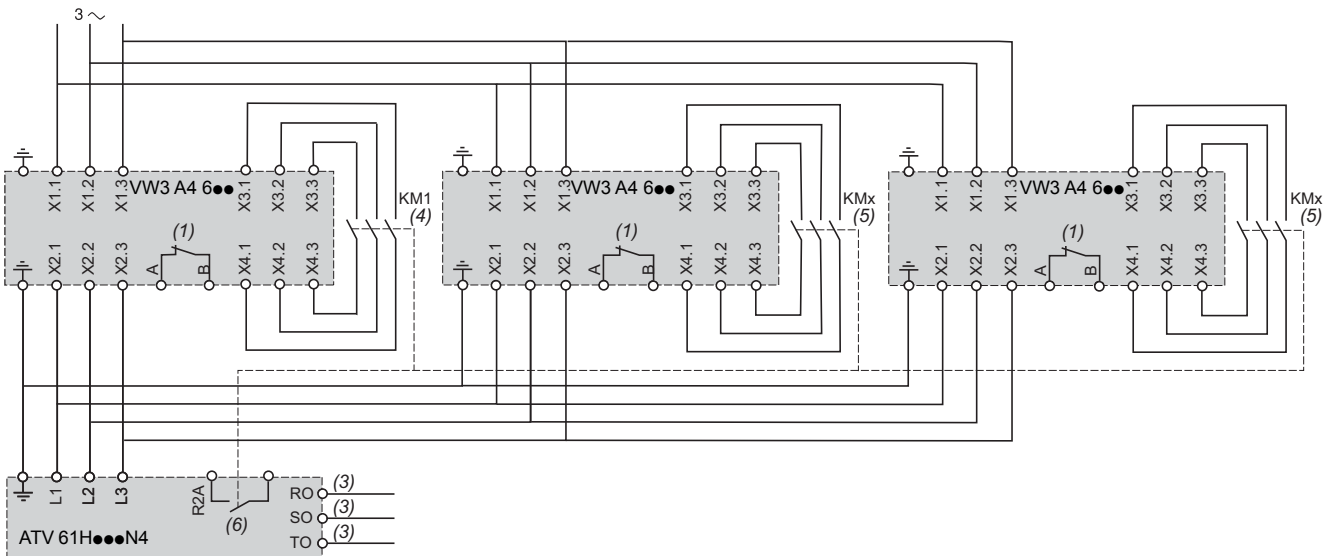 3 ~
X1.1 X1.2 X1.3 VW3 A4 6●● X3.1 X3.2 X3.3
KM1
(4)
(1)
X2.1 X2.2 X2.3 A B X4.1 X4.2 X4.3
X1.1 X1.2 X1.3 VW3 A4 6●● X3.1 X3.2 X3.3
KMx
(5)
(1)
X2.1 X2.2 X2.3 A B X4.1 X4.2 X4.3
X1.1 X1.2 X1.3 VW3 A4 6●● X3.1 X3.2 X3.3
KMx
(5)
(1)
X2.1 X2.2 X2.3 A B X4.1 X4.2 X4.3
L1 L2 L3 R2A
(6)
RO (3)
SO (3)
TO (3)
ATV 61H●●●N4